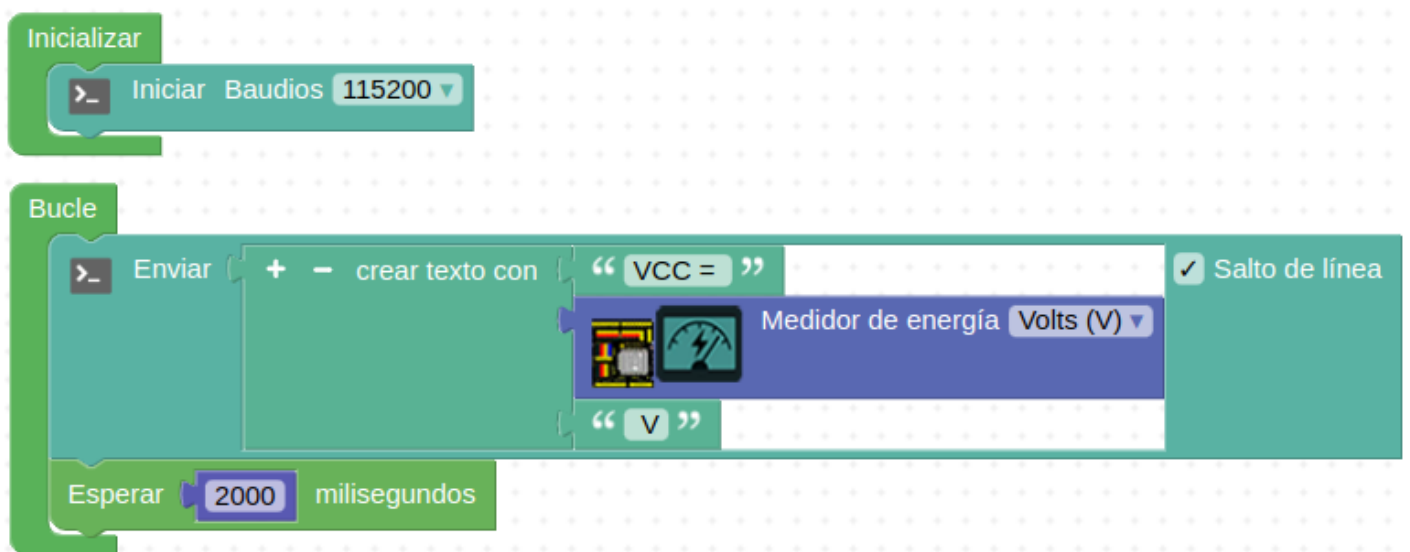 Inicializar
>_ Iniciar Baudios 115200
Bucle
>_ Enviar + − crear texto con “ VCC = ” ✓ Salto de línea
Medidor de energía Volts (V)
“ V ”
Esperar 2000 milisegundos